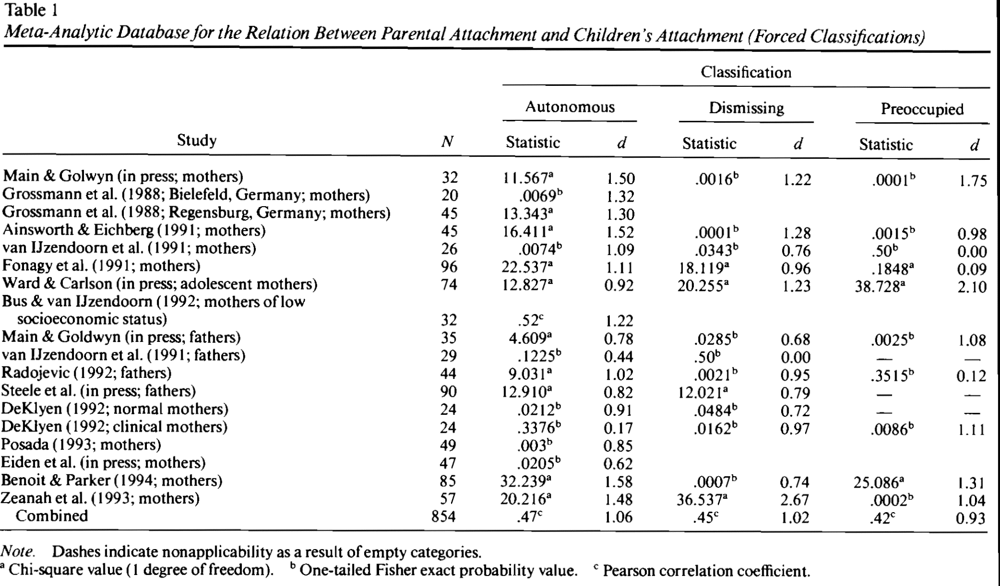 Table 1
Meta-Analytic Database for the Relation Between Parental Attachment and Children's Attachment (Forced Classifications)
Classification
Autonomous Dismissing Preoccupied
Study N Statistic d Statistic d Statistic d
Main & Golwyn (in press; mothers) 32 11.567ᵃ 1.50 .0016ᵇ 1.22 .0001ᵇ 1.75
Grossmann et al. (1988; Bielefeld, Germany; mothers) 20 .0069ᵇ 1.32
Grossmann et al. (1988; Regensburg, Germany; mothers) 45 13.343ᵃ 1.30
Ainsworth & Eichberg (1991; mothers) 45 16.411ᵃ 1.52 .0001ᵇ 1.28 .0015ᵇ 0.98
van IJzendoorn et al. (1991; mothers) 26 .0074ᵇ 1.09 .0343ᵇ 0.76 .50ᵇ 0.00
Fonagy et al. (1991; mothers) 96 22.537ᵃ 1.11 18.119ᵃ 0.96 .1848ᵃ 0.09
Ward & Carlson (in press; adolescent mothers) 74 12.827ᵃ 0.92 20.255ᵃ 1.23 38.728ᵃ 2.10
Bus & van IJzendoorn (1992; mothers of low
socioeconomic status) 32 .52ᶜ 1.22
Main & Goldwyn (in press; fathers) 35 4.609ᵃ 0.78 .0285ᵇ 0.68 .0025ᵇ 1.08
van IJzendoorn et al. (1991; fathers) 29 .1225ᵇ 0.44 .50ᵇ 0.00 — —
Radojevic (1992; fathers) 44 9.031ᵃ 1.02 .0021ᵇ 0.95 .3515ᵇ 0.12
Steele et al. (in press; fathers) 90 12.910ᵃ 0.82 12.021ᵃ 0.79 — —
DeKlyen (1992; normal mothers) 24 .0212ᵇ 0.91 .0484ᵇ 0.72 — —
DeKlyen (1992; clinical mothers) 24 .3376ᵇ 0.17 .0162ᵇ 0.97 .0086ᵇ 1.11
Posada (1993; mothers) 49 .003ᵇ 0.85
Eiden et al. (in press; mothers) 47 .0205ᵇ 0.62
Benoit & Parker (1994; mothers) 85 32.239ᵃ 1.58 .0007ᵇ 0.74 25.086ᵃ 1.31
Zeanah et al. (1993; mothers) 57 20.216ᵃ 1.48 36.537ᵃ 2.67 .0002ᵇ 1.04
Combined 854 .47ᶜ 1.06 .45ᶜ 1.02 .42ᶜ 0.93
Note. Dashes indicate nonapplicability as a result of empty categories.
ᵃ Chi-square value (1 degree of freedom). ᵇ One-tailed Fisher exact probability value. ᶜ Pearson correlation coefficient.